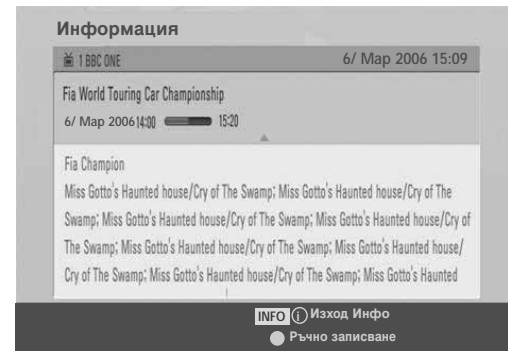 Информация
1 BBC ONE 6/ Мар 2006 15:09
Fia World Touring Car Championship
6/ Мар 2006 14:00 15:20
Fia Champion
Miss Gotto's Haunted house/Cry of The Swamp; Miss Gotto's Haunted house/Cry of The
Swamp; Miss Gotto's Haunted house/Cry of The Swamp; Miss Gotto's Haunted house/Cry of
The Swamp; Miss Gotto's Haunted house/Cry of The Swamp; Miss Gotto's Haunted house/
Cry of The Swamp; Miss Gotto's Haunted house/Cry of The Swamp; Miss Gotto's Haunted
INFO i Изход Инфо
Ръчно записване